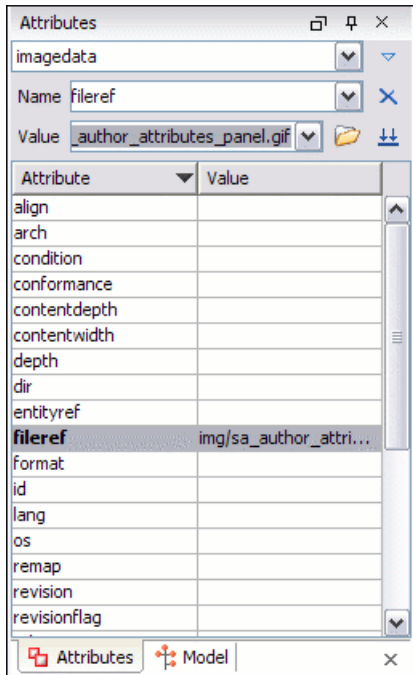 Attributes
imagedata
Name fileref
Value _author_attributes_panel.gif
Attribute Value
align
arch
condition
conformance
contentdepth
contentwidth
depth
dir
entityref
fileref img/sa_author_attri...
format
id
lang
os
remap
revision
revisionflag
Attributes Model